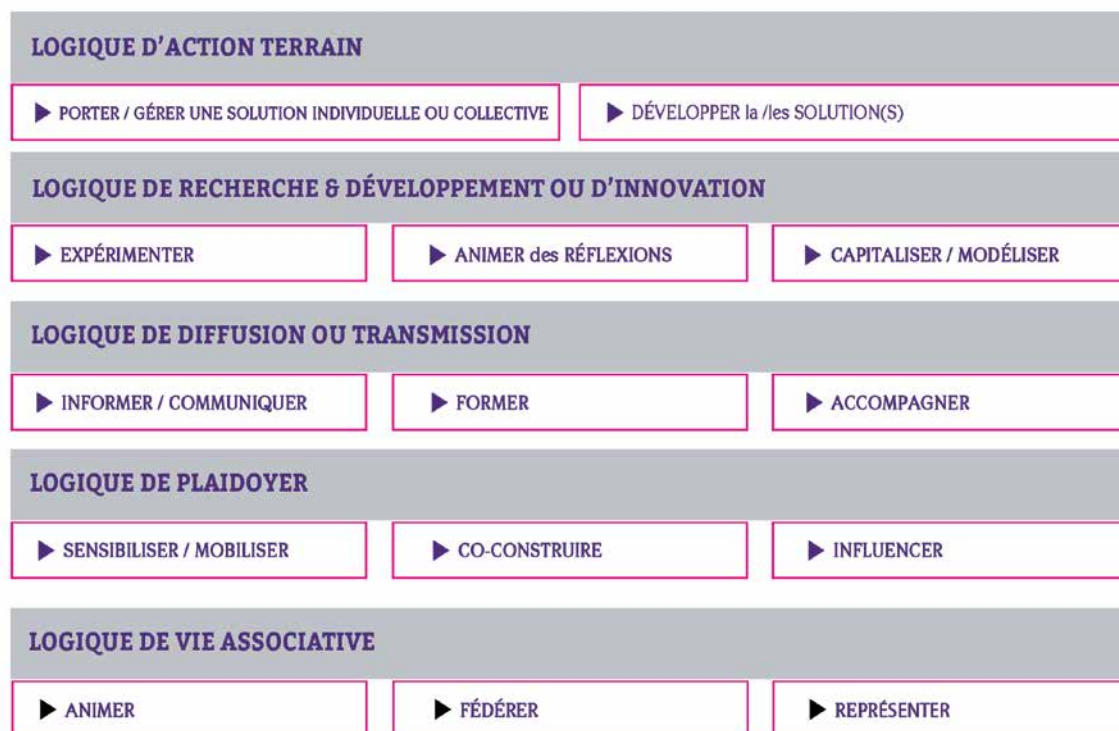 LOGIQUE D'ACTION TERRAIN
PORTER / GÉRER UNE SOLUTION INDIVIDUELLE OU COLLECTIVE
DÉVELOPPER la /les SOLUTION(S)
LOGIQUE DE RECHERCHE & DÉVELOPPEMENT OU D'INNOVATION
EXPÉRIMENTER
ANIMER des RÉFLEXIONS
CAPITALISER / MODÉLISER
LOGIQUE DE DIFFUSION OU TRANSMISSION
INFORMER / COMMUNIQUER
FORMER
ACCOMPAGNER
LOGIQUE DE PLAIDOYER
SENSIBILISER / MOBILISER
CO-CONSTRUIRE
INFLUENCER
LOGIQUE DE VIE ASSOCIATIVE
ANIMER
FÉDÉRER
REPRÉSENTER